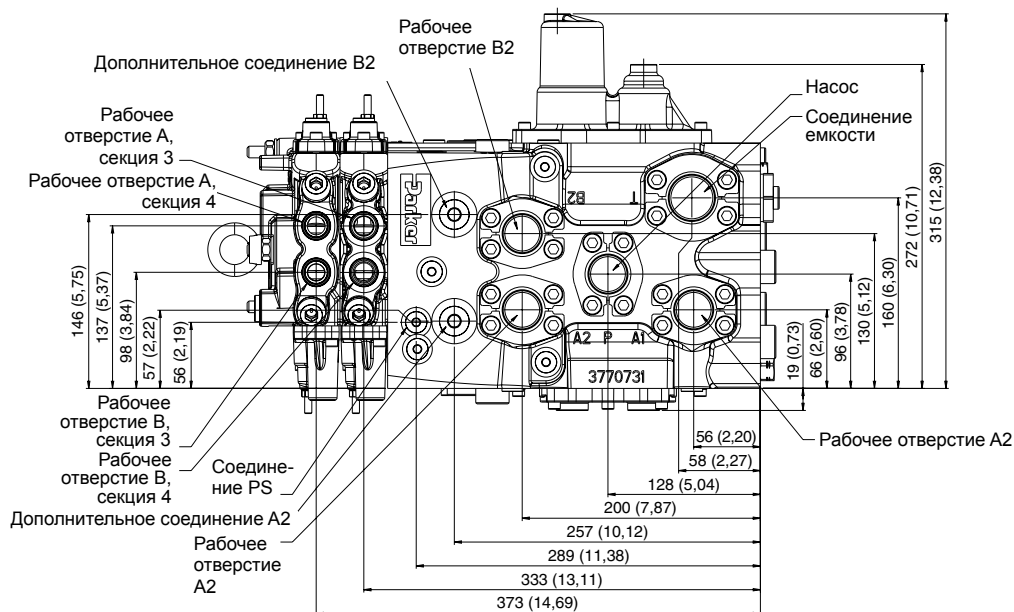 Рабочее
отверстие B2
Дополнительное соединение B2
Насос
Соединение
емкости
Рабочее
отверстие A,
секция 3
Рабочее отверстие A,
секция 4
Parker
B2
T
A2 P A1
3770731
146 (5,75)
137 (5,37)
98 (3,84)
57 (2,22)
56 (2,19)
19 (0,73)
66 (2,60)
96 (3,78)
130 (5,12)
160 (6,30)
272 (10,71)
315 (12,38)
Рабочее
отверстие B,
секция 3
Рабочее
отверстие B,
секция 4
Соедине-
ние PS
Дополнительное соединение A2
Рабочее
отверстие
A2
Рабочее отверстие A2
56 (2,20)
58 (2,27)
128 (5,04)
200 (7,87)
257 (10,12)
289 (11,38)
333 (13,11)
373 (14,69)